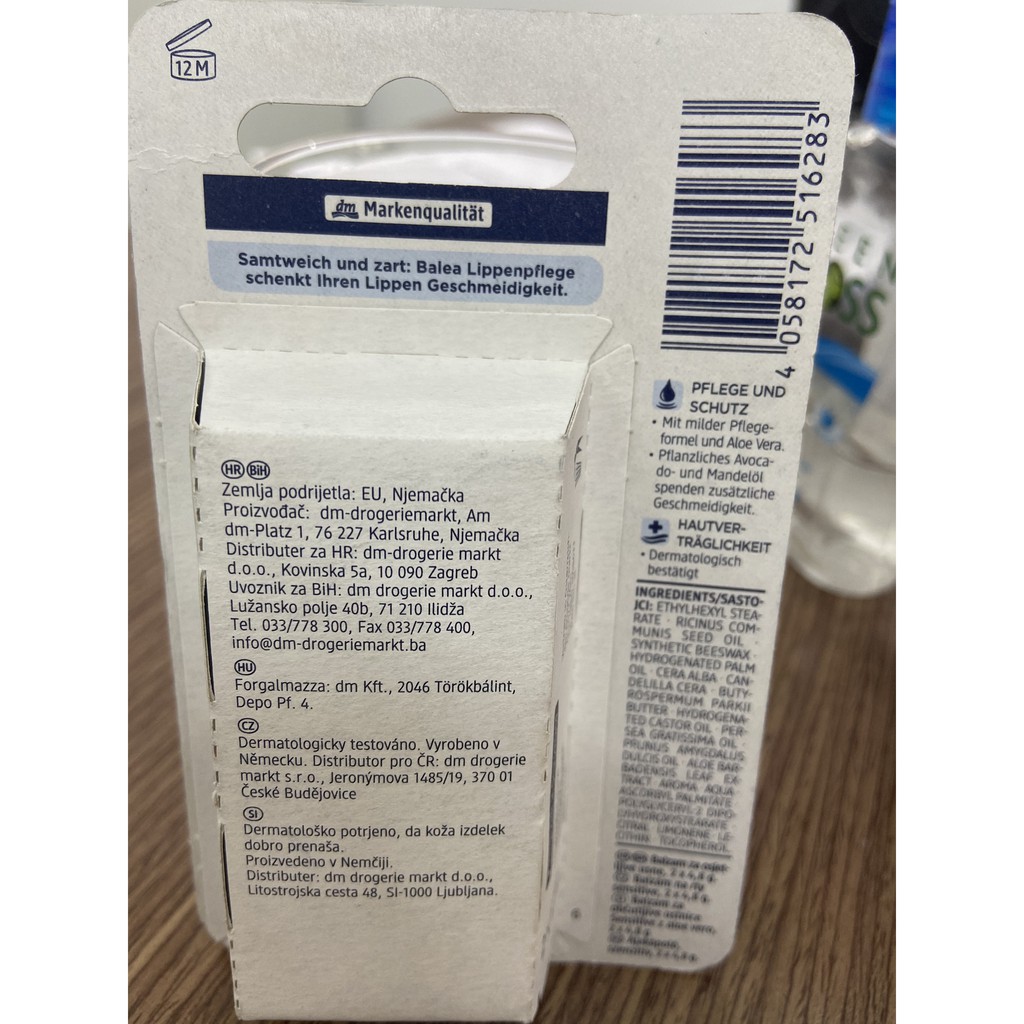 12M
dm Markenqualität
Samtweich und zart: Balea Lippenpflege
schenkt Ihren Lippen Geschmeidigkeit.
4 058172 516283
PFLEGE UND
SCHUTZ
• Mit milder Pflege-
formel und Aloe Vera.
• Pflanzliches Avoca-
do- und Mandelöl
spenden zusätzliche
Geschmeidigkeit.
HAUTVER-
TRÄGLICHKEIT
• Dermatologisch
bestätigt
INGREDIENTS/SASTO-
JCI: ETHYLHEXYL STEA-
RATE · RICINUS COM-
MUNIS SEED OIL ·
SYNTHETIC BEESWAX ·
HYDROGENATED PALM
OIL · CERA ALBA · CAN-
DELILLA CERA · BUTY-
ROSPERMUM PARKII
BUTTER · HYDROGENA-
TED CASTOR OIL · PER-
SEA GRATISSIMA OIL ·
PRUNUS AMYGDALUS
DULCIS OIL · ALOE BAR-
BADENSIS LEAF EX-
TRACT · AROMA · AQUA ·
ASCORBYL PALMITATE ·
POLYGLYCERYL-2 DIPO-
LYHYDROXYSTEARATE ·
CITRAL · LIMONENE · LE-
CITHIN · TOCOPHEROL
HR BiH
Zemlja podrijetla: EU, Njemačka
Proizvođač: dm-drogeriemarkt, Am
dm-Platz 1, 76 227 Karlsruhe, Njemačka
Distributer za HR: dm-drogerie markt
d.o.o., Kovinska 5a, 10 090 Zagreb
Uvoznik za BiH: dm drogerie markt d.o.o.,
Lužansko polje 40b, 71 210 Ilidža
Tel. 033/778 300, Fax 033/778 400,
info@dm-drogeriemarkt.ba
HU
Forgalmazza: dm Kft., 2046 Törökbálint,
Depo Pf. 4.
CZ
Dermatologicky testováno. Vyrobeno v
Německu. Distributor pro ČR: dm drogerie
markt s.r.o., Jeronýmova 1485/19, 370 01
České Budějovice
SI
Dermatološko potrjeno, da koža izdelek
dobro prenaša.
Proizvedeno v Nemčiji.
Distributer: dm drogerie markt d.o.o.,
Litostrojska cesta 48, SI-1000 Ljubljana.